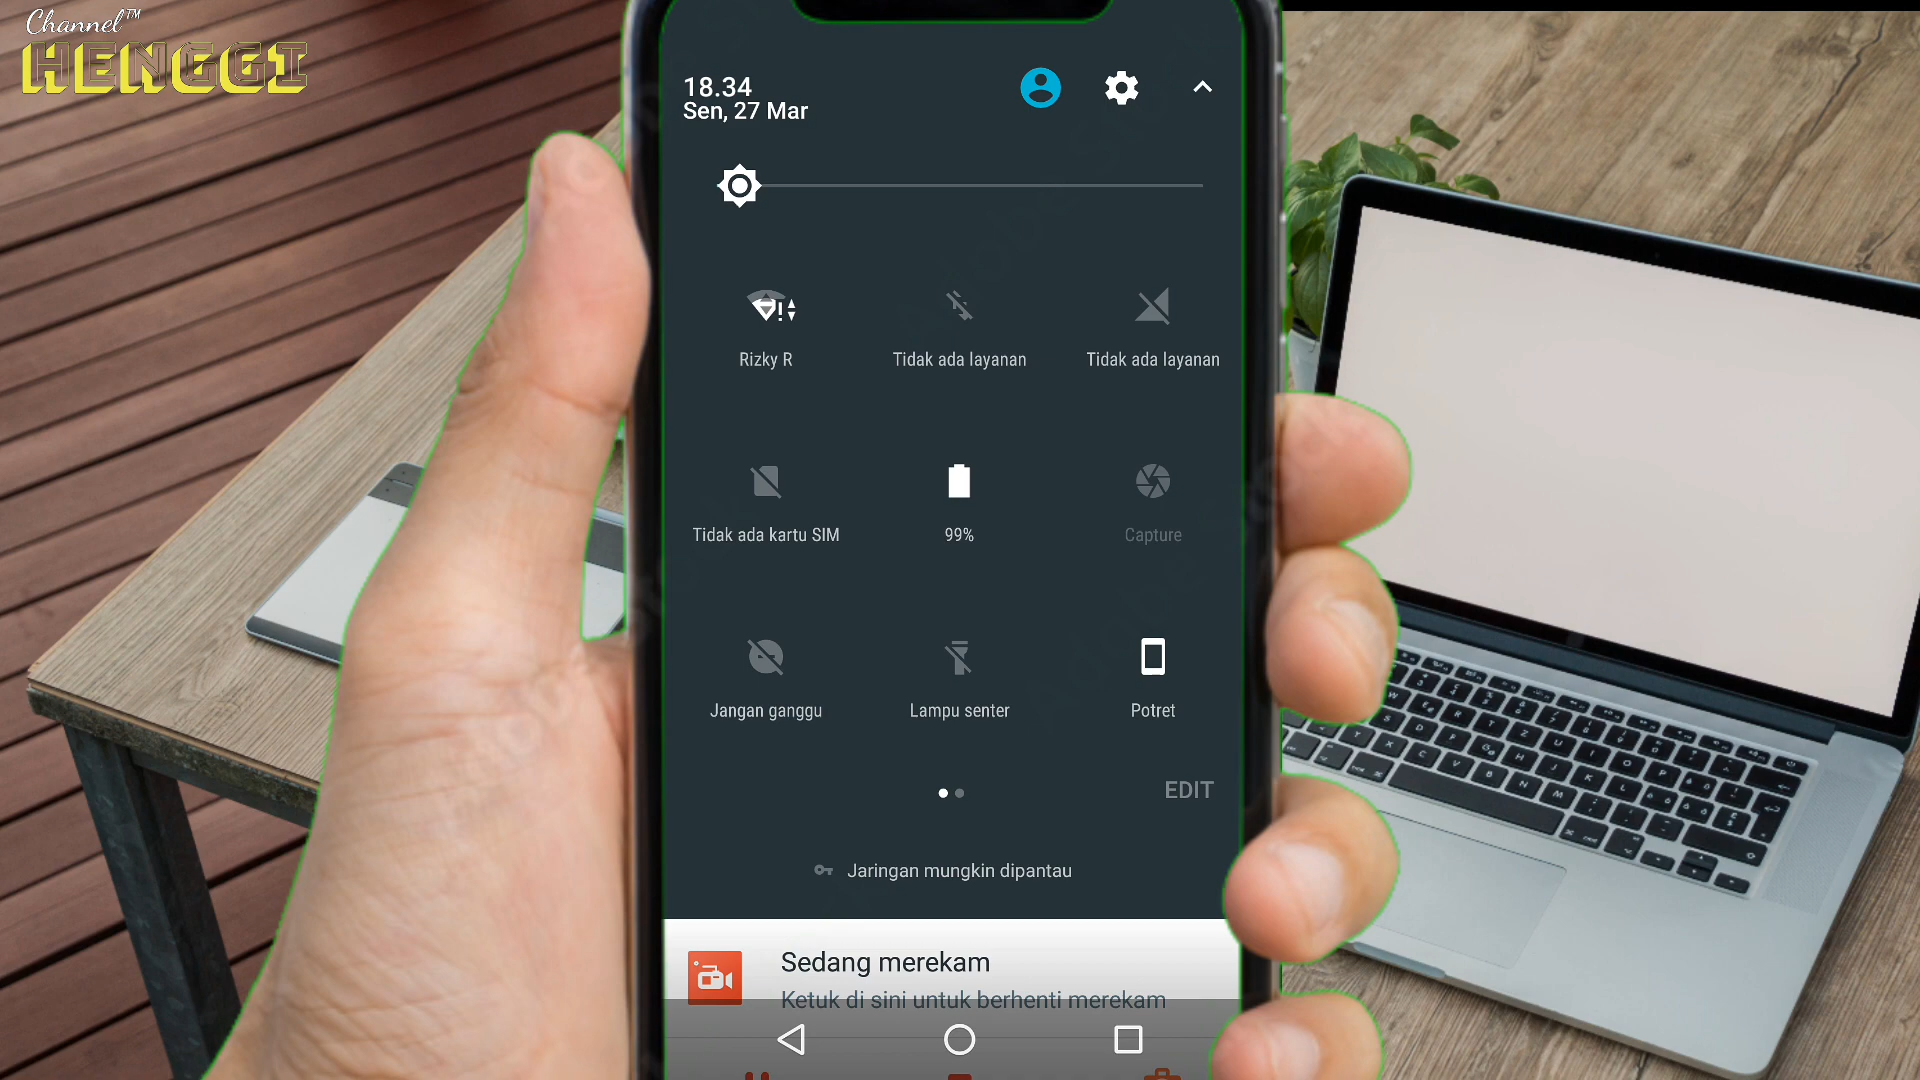 Channel™
HENGGI
18.34
Sen, 27 Mar
Rizky R
Tidak ada layanan
Tidak ada layanan
Tidak ada kartu SIM
99%
Capture
Jangan ganggu
Lampu senter
Potret
EDIT
Jaringan mungkin dipantau
Sedang merekam
Ketuk di sini untuk berhenti merekam